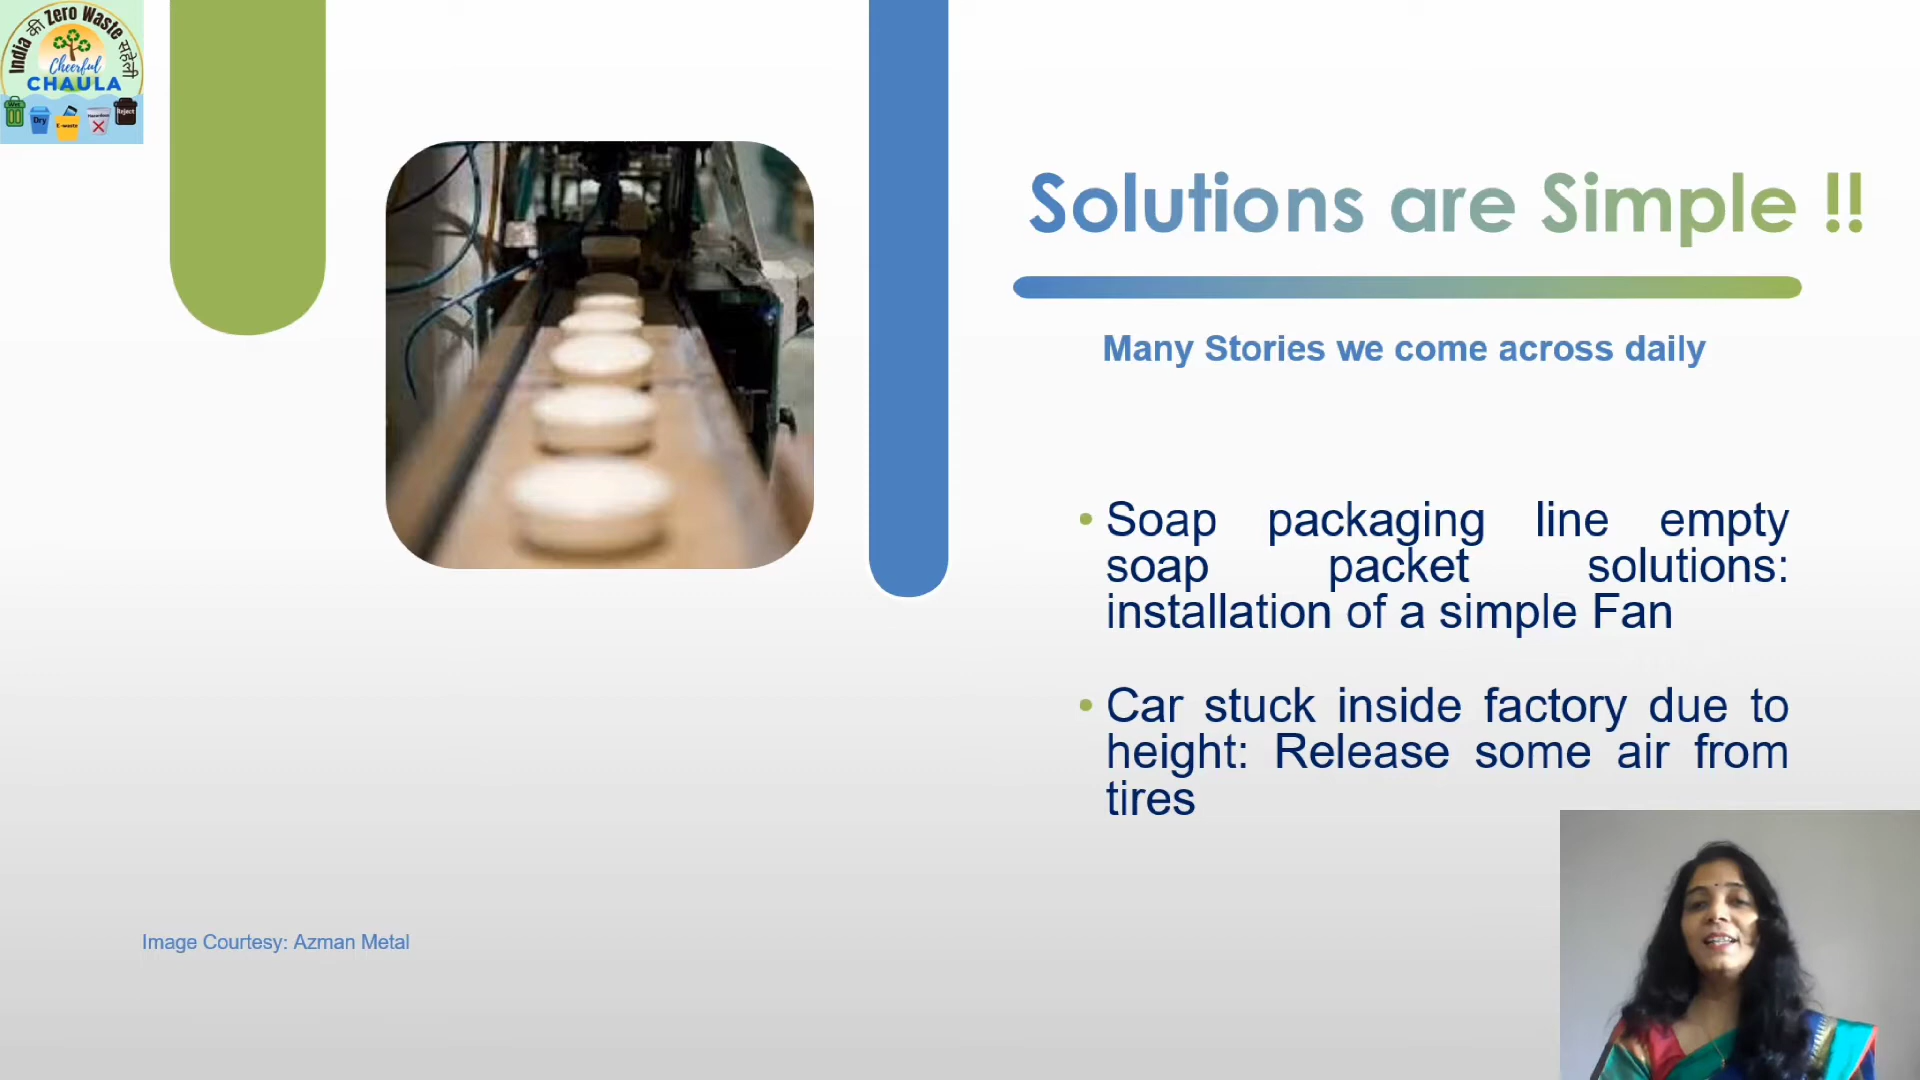 India की Zero Waste सहेली
Cheerful
CHAULA
Wet
Dry
E-waste
Reject
Solutions are Simple !!
Many Stories we come across daily
• Soap packaging line empty
soap packet solutions:
installation of a simple Fan
• Car stuck inside factory due to
height: Release some air from
tires
Image Courtesy: Azman Metal